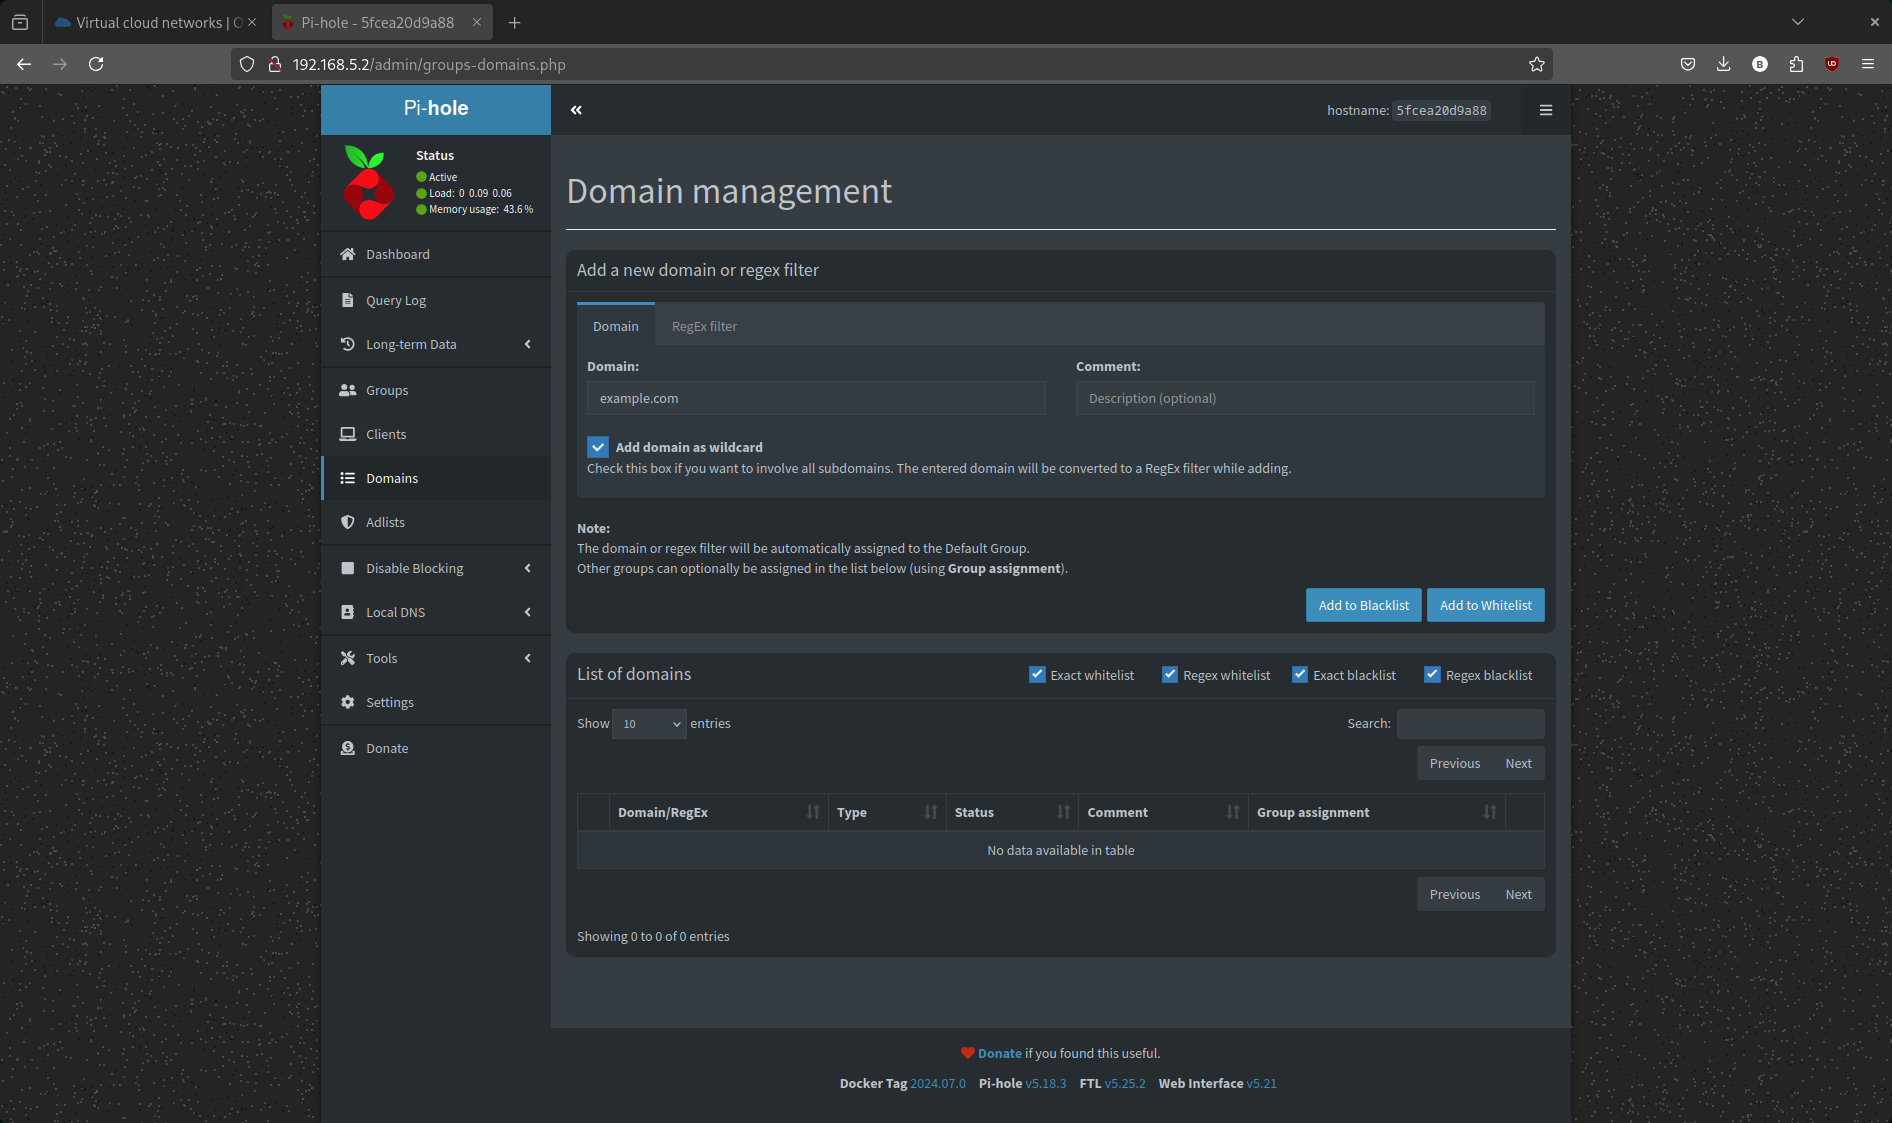 Virtual cloud networks | O
Pi-hole - 5fcea20d9a88
192.168.5.2/admin/groups-domains.php
Pi-hole
hostname: 5fcea20d9a88
Status
Active
Load: 0 0.09 0.06
Memory usage: 43.6 %
Dashboard
Query Log
Long-term Data
Groups
Clients
Domains
Adlists
Disable Blocking
Local DNS
Tools
Settings
Donate
Domain management
Add a new domain or regex filter
Domain RegEx filter
Domain: Comment:
example.com Description (optional)
Add domain as wildcard
Check this box if you want to involve all subdomains. The entered domain will be converted to a RegEx filter while adding.
Note:
The domain or regex filter will be automatically assigned to the Default Group.
Other groups can optionally be assigned in the list below (using Group assignment).
Add to Blacklist Add to Whitelist
List of domains Exact whitelist Regex whitelist Exact blacklist Regex blacklist
Show 10 entries Search:
Previous Next
Domain/RegEx Type Status Comment Group assignment
No data available in table
Previous Next
Showing 0 to 0 of 0 entries
Donate if you found this useful.
Docker Tag 2024.07.0 Pi-hole v5.18.3 FTL v5.25.2 Web Interface v5.21